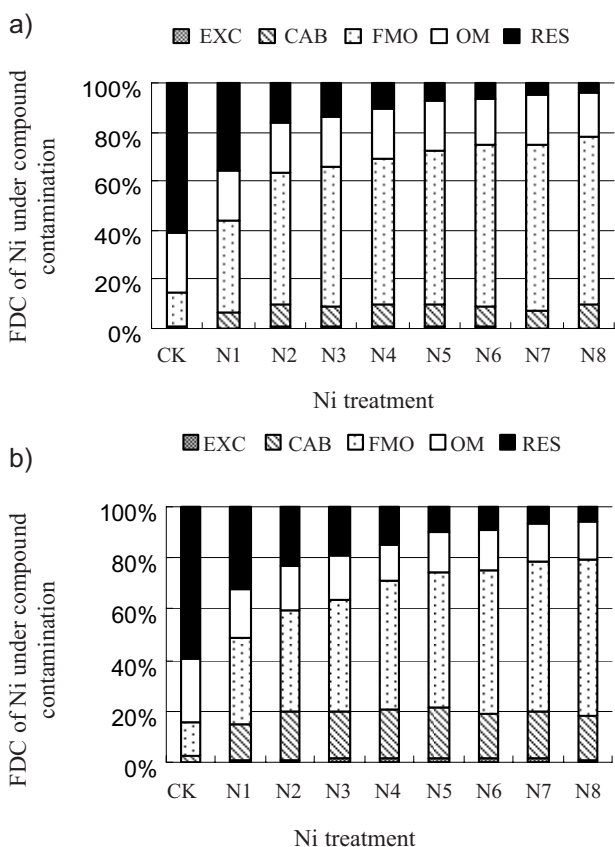 a)
EXC CAB FMO OM RES
FDC of Ni under compound
contamination
100%
80%
60%
40%
20%
0%
CK N1 N2 N3 N4 N5 N6 N7 N8
Ni treatment
b)
EXC CAB FMO OM RES
FDC of Ni under compound
contamination
100%
80%
60%
40%
20%
0%
CK N1 N2 N3 N4 N5 N6 N7 N8
Ni treatment